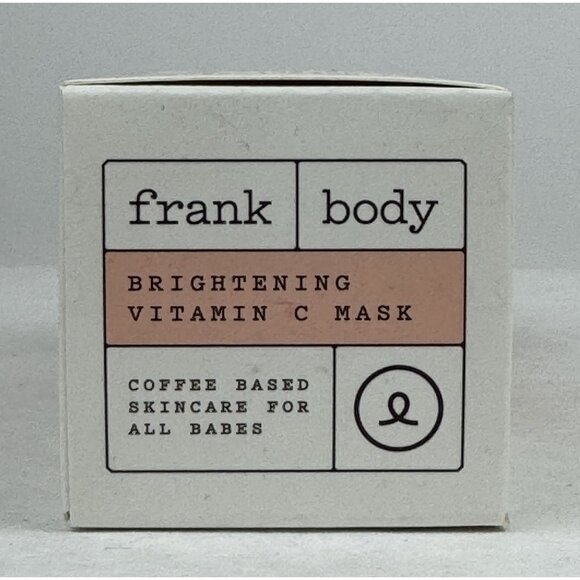 frank body
BRIGHTENING
VITAMIN C MASK
COFFEE BASED
SKINCARE FOR
ALL BABES